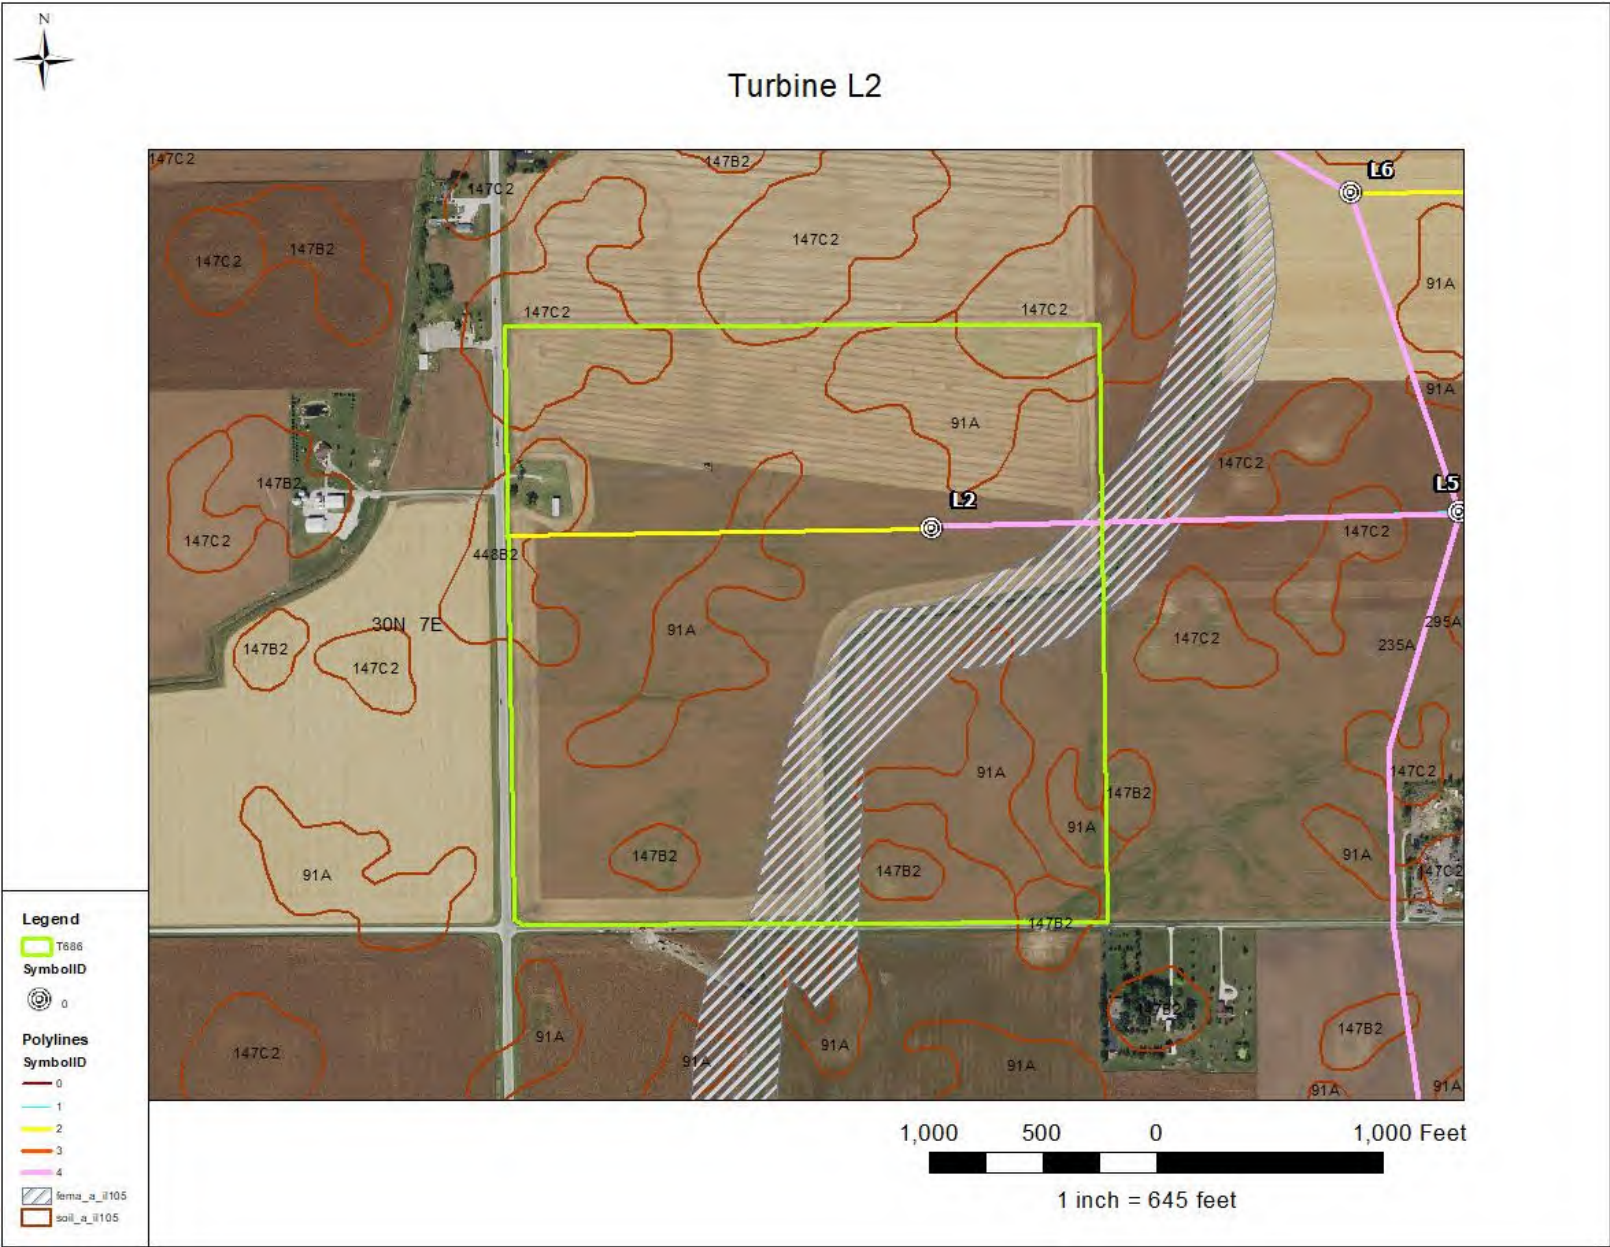 N
Turbine L2
147C2
147B2
147C2
L6
147C2
147B2
147C2
91A
147C2
147C2
91A
91A
147B2
147C2
L5
L2
147C2
147C2
448B2
30N 7E
91A
147C2
295A
235A
147B2
147C2
91A
147C2
147B2
91A
147B2
91A
147B2
147C2
91A
147B2
147B2
147B2
91A
91A
147C2
91A
91A
91A
91A
Legend
T686
SymbolID
0
Polylines
SymbolID
0
1
2
3
4
fema_a_il105
soil_a_il105
1,000 500 0 1,000 Feet
1 inch = 645 feet